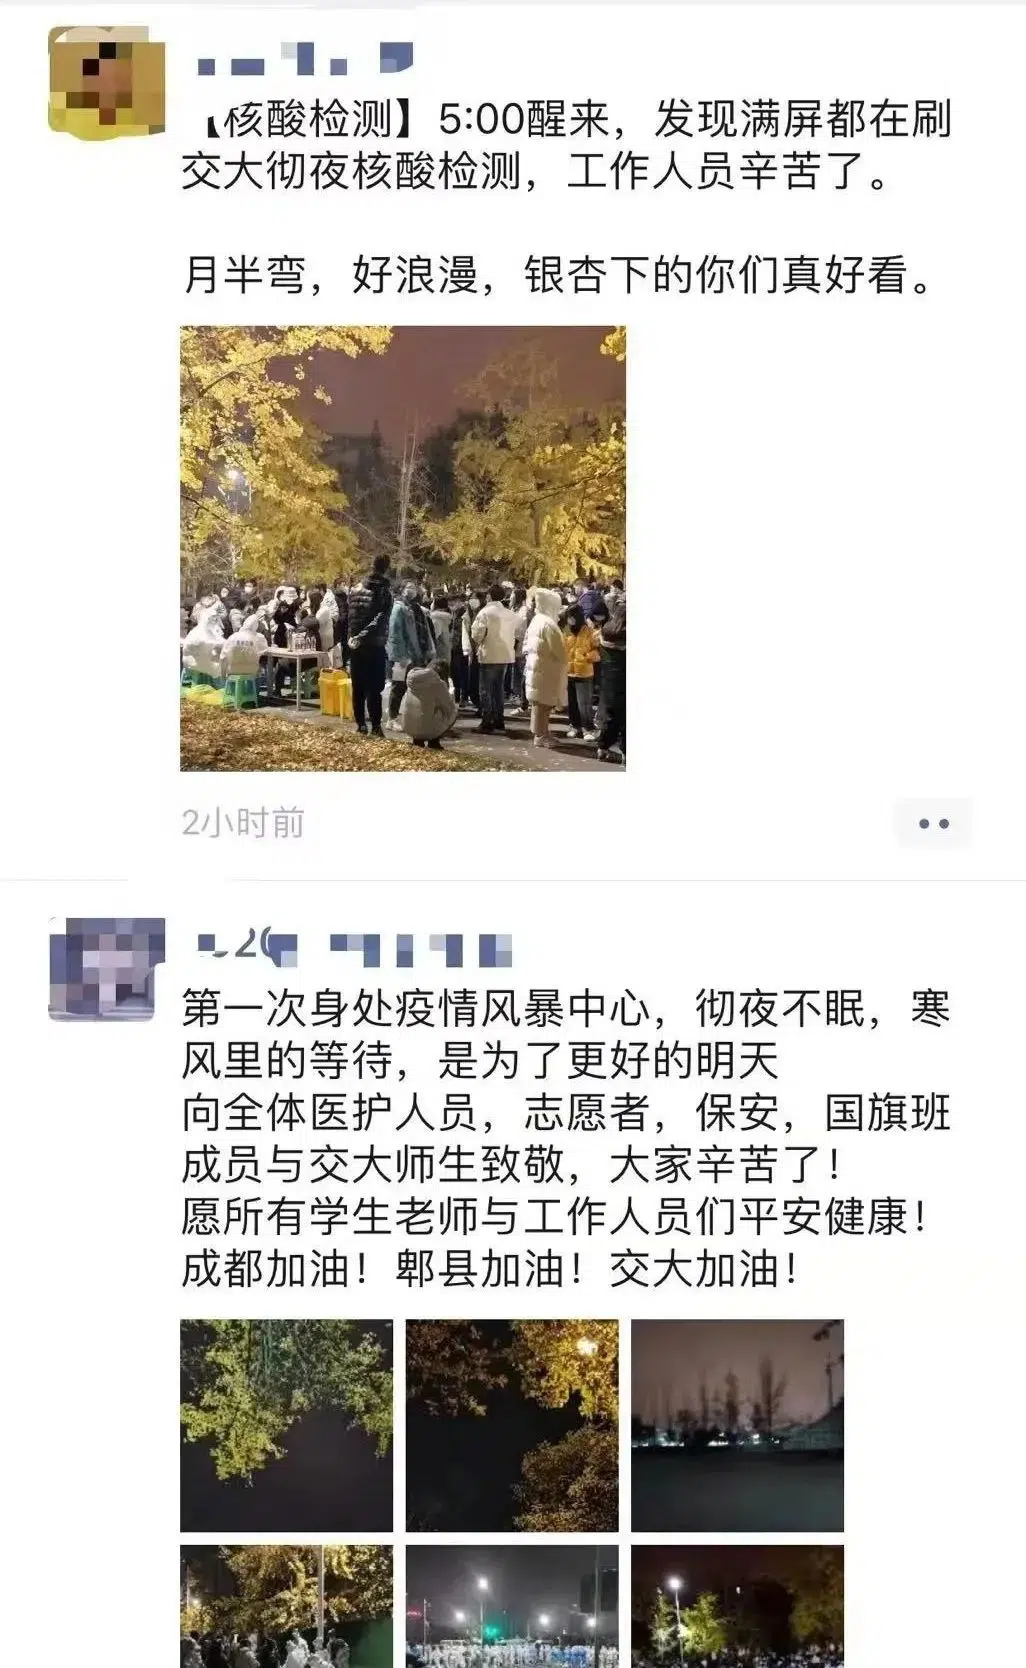 【核酸检测】5:00醒来，发现满屏都在刷
交大彻夜核酸检测，工作人员辛苦了。
月半弯，好浪漫，银杏下的你们真好看。
2小时前
第一次身处疫情风暴中心，彻夜不眠，寒
风里的等待，是为了更好的明天
向全体医护人员，志愿者，保安，国旗班
成员与交大师生致敬，大家辛苦了！
愿所有学生老师与工作人员们平安健康！
成都加油！郫县加油！交大加油！